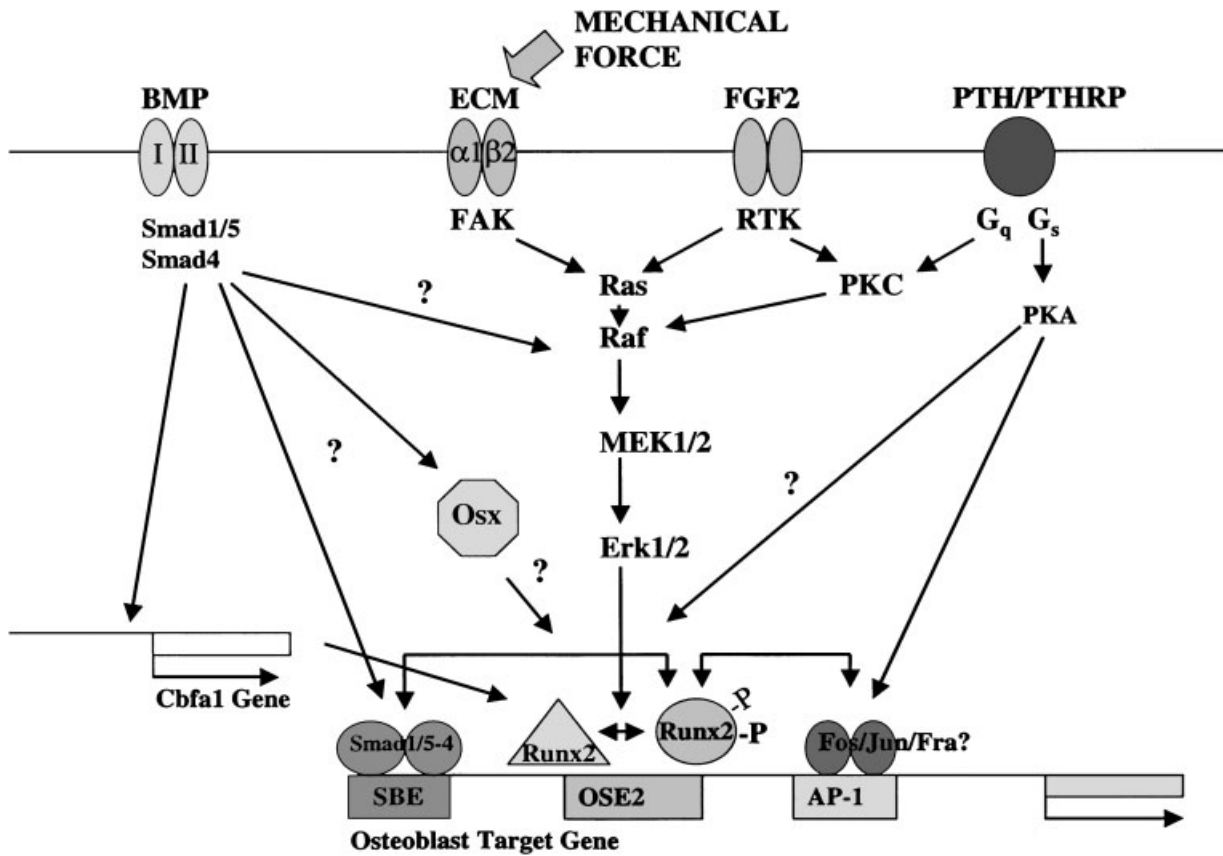 MECHANICAL
FORCE
BMP
ECM
FGF2
PTH/PTHRP
I II
α1 β2
Smad1/5
Smad4
FAK
RTK
Gq Gs
?
Ras
PKC
Raf
PKA
MEK1/2
?
?
Osx
Erk1/2
?
Cbfa1 Gene
-P
Smad1/5-4
Runx2
Runx2 -P
Fos/Jun/Fra?
SBE
OSE2
AP-1
Osteoblast Target Gene